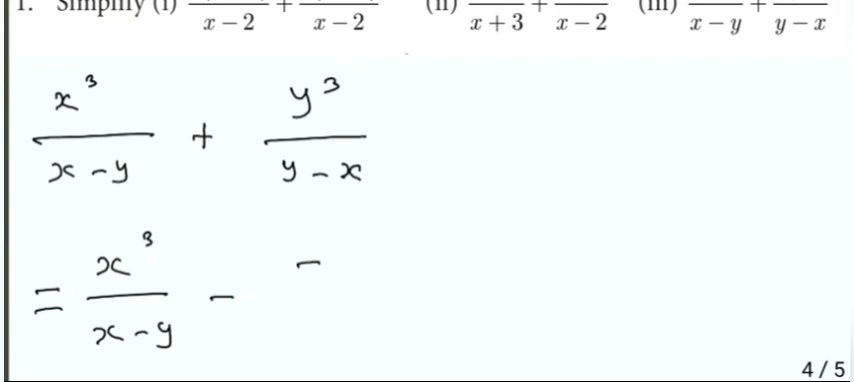 1. Simplify (i) —— + —— (ii) —— + —— (iii) —— + ——
x − 2 x − 2 x + 3 x − 2 x − y y − x
x³ y³
—— + ——
x − y y − x
x³ −
= —— −
x − y
4 / 5